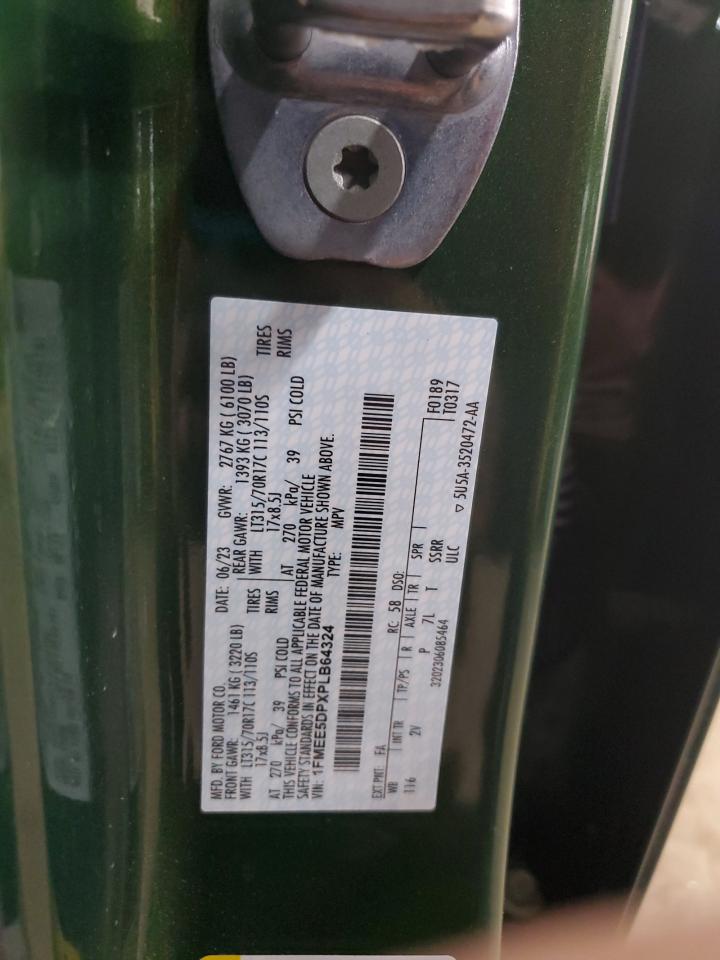 MFD. BY FORD MOTOR CO. DATE: 06/23 GVWR: 2767 KG ( 6100 LB)
FRONT GAWR: 1461 KG ( 3220 LB) REAR GAWR: 1393 KG ( 3070 LB)
WITH LT315/70R17C 113/110S TIRES WITH LT315/70R17C 113/110S TIRES
17x8.5J RIMS 17x8.5J RIMS
AT 270 kPa/ 39 PSI COLD AT 270 kPa/ 39 PSI COLD
THIS VEHICLE CONFORMS TO ALL APPLICABLE FEDERAL MOTOR VEHICLE
SAFETY STANDARDS IN EFFECT ON THE DATE OF MANUFACTURE SHOWN ABOVE.
VIN: 1FMEE5DPXPLB64324 TYPE: MPV
EXT PNT: FA RC: 58 DSO: F0189
WB INT TR TP/PS R AXLE TR SPR T0317
116 2V P 7L T SSRR
ULC
3202306085464 ▽ 5U5A-3520472-AA